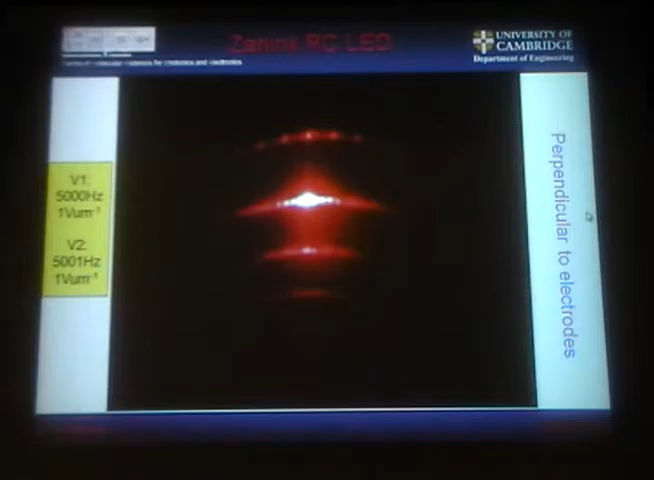 Zarlink RC LED
UNIVERSITY OF
CAMBRIDGE
Department of Engineering
V1:
5000Hz
1Vum-1
V2:
5001Hz
1Vum-1
Perpendicular to electrodes